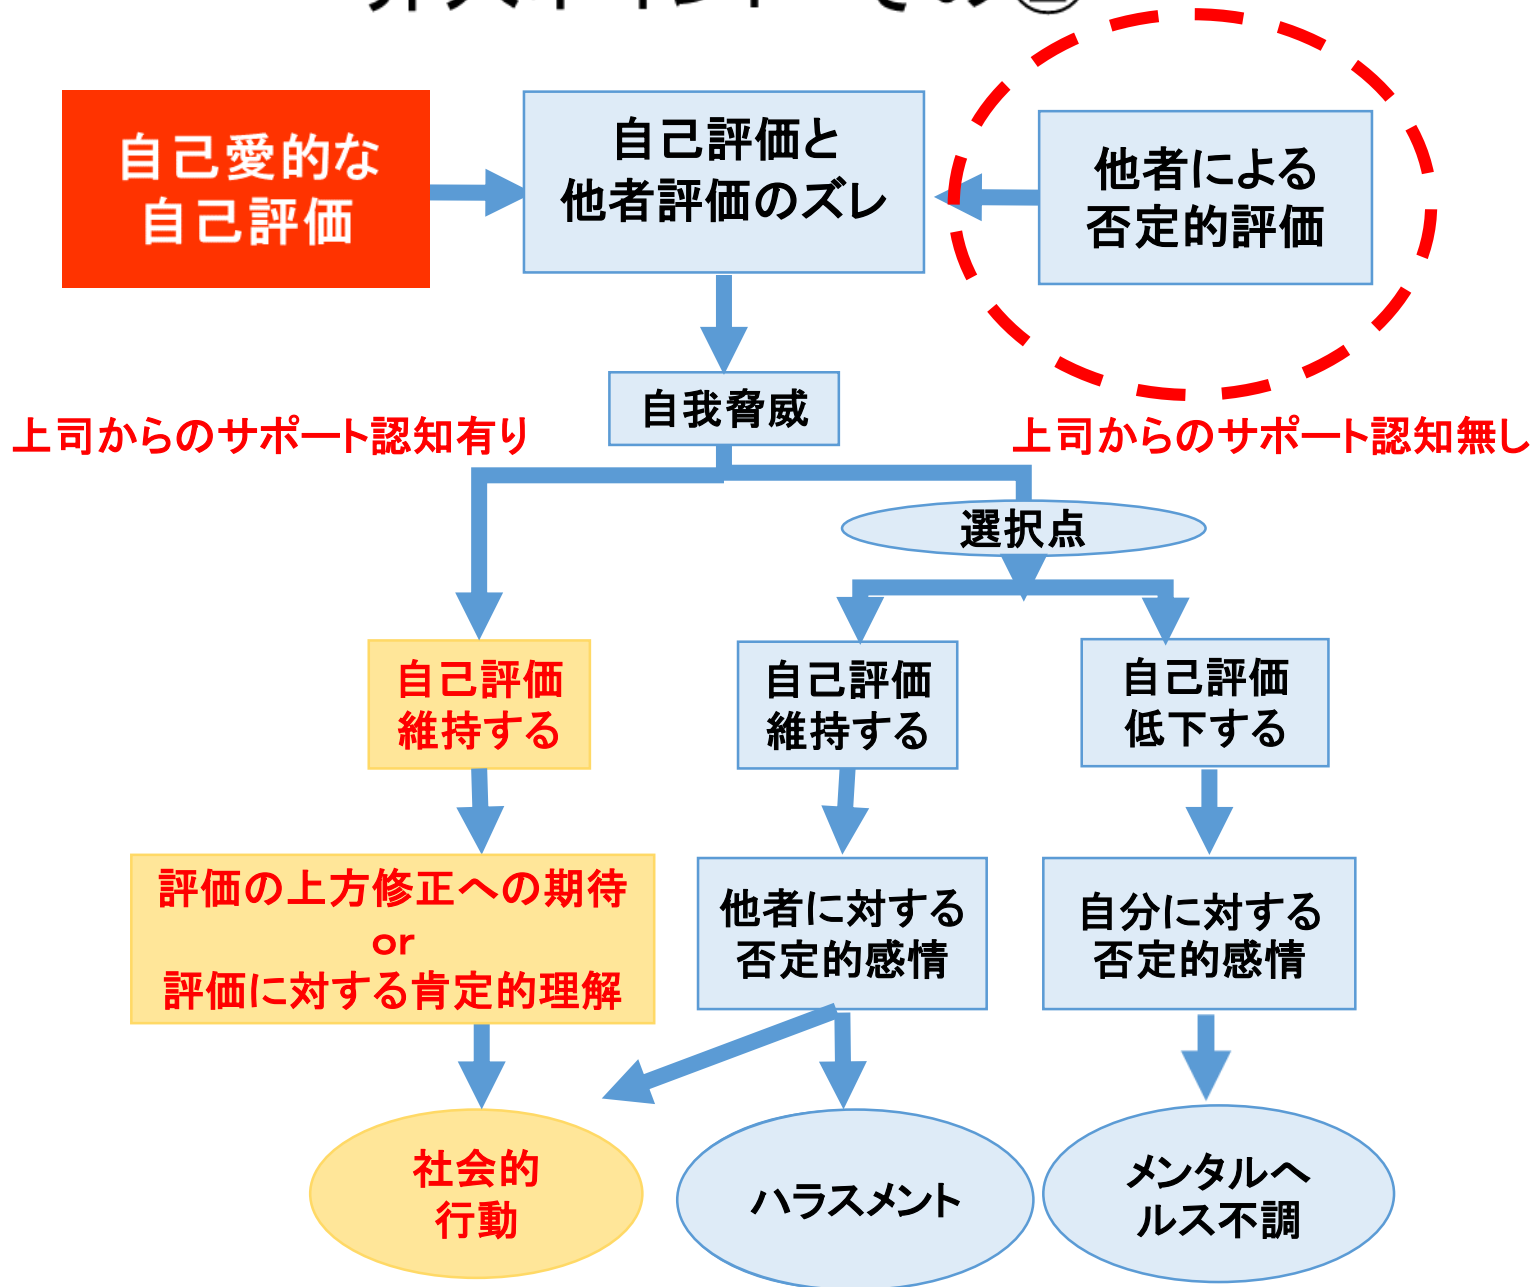 自己愛的な
自己評価
自己評価と
他者評価のズレ
他者による
否定的評価
自我脅威
上司からのサポート認知有り
上司からのサポート認知無し
選択点
自己評価
維持する
自己評価
維持する
自己評価
低下する
評価の上方修正への期待
or
評価に対する肯定的理解
他者に対する
否定的感情
自分に対する
否定的感情
社会的
行動
ハラスメント
メンタルヘ
ルス不調